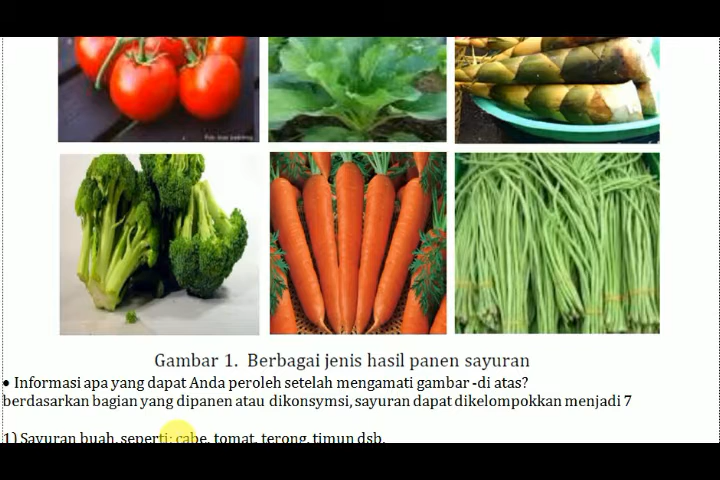 Gambar 1. Berbagai jenis hasil panen sayuran
• Informasi apa yang dapat Anda peroleh setelah mengamati gambar -di atas?
berdasarkan bagian yang dipanen atau dikonsymsi, sayuran dapat dikelompokkan menjadi 7
1) Sayuran buah, seperti: cabe, tomat, terong, timun dsb.